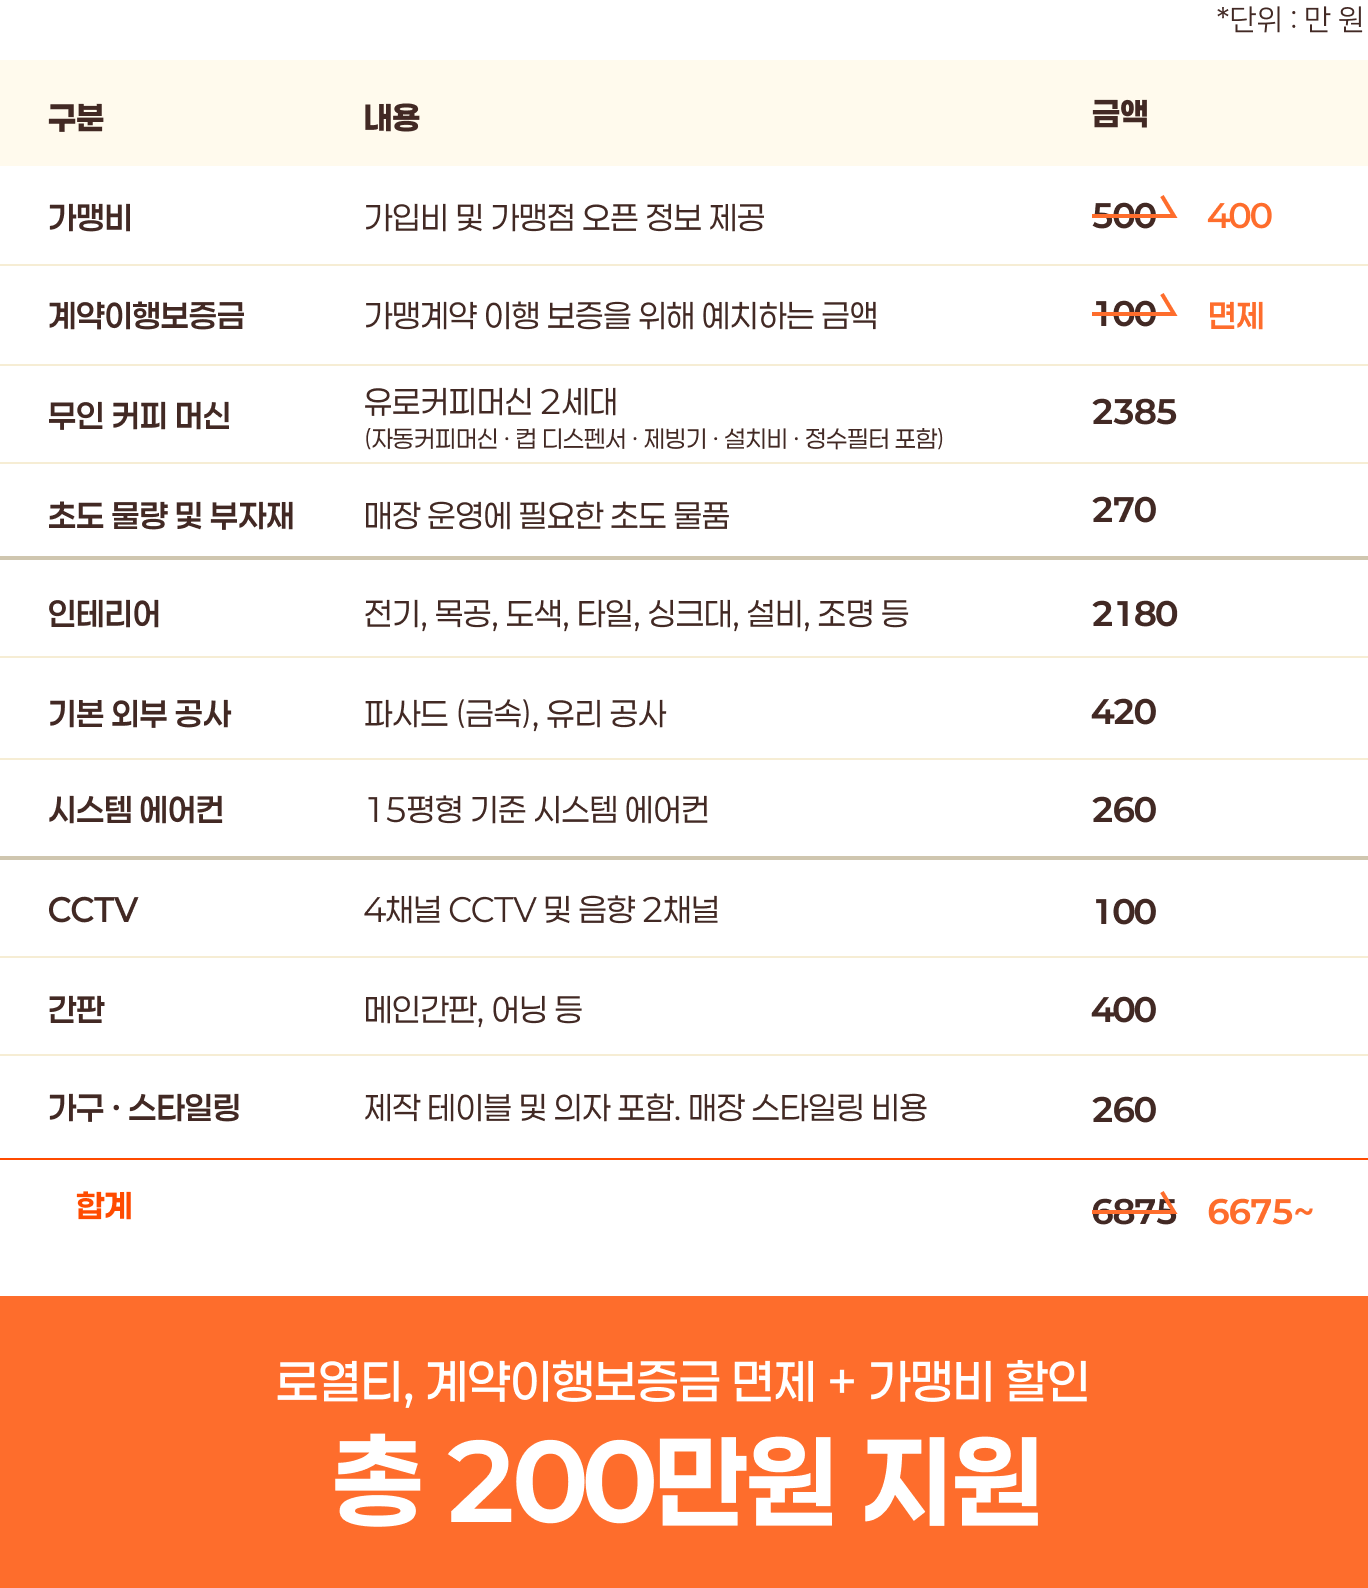 *단위 : 만 원
구분 내용 금액
가맹비 가입비 및 가맹점 오픈 정보 제공 500 400
계약이행보증금 가맹계약 이행 보증을 위해 예치하는 금액 100 면제
무인 커피 머신 유로커피머신 2세대 2385
(자동커피머신 · 컵 디스펜서 · 제빙기 · 설치비 · 정수필터 포함)
초도 물량 및 부자재 매장 운영에 필요한 초도 물품 270
인테리어 전기, 목공, 도색, 타일, 싱크대, 설비, 조명 등 2180
기본 외부 공사 파사드 (금속), 유리 공사 420
시스템 에어컨 15평형 기준 시스템 에어컨 260
CCTV 4채널 CCTV 및 음향 2채널 100
간판 메인간판, 어닝 등 400
가구 · 스타일링 제작 테이블 및 의자 포함. 매장 스타일링 비용 260
합계 6875 6675~
로열티, 계약이행보증금 면제 + 가맹비 할인
총 200만원 지원